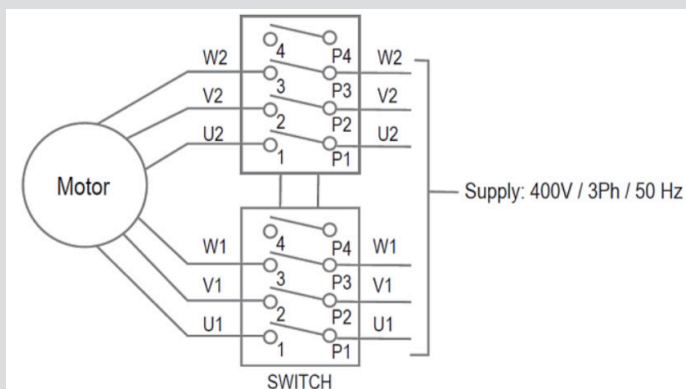 W2 4 P4 W2
V2 3 P3 V2
U2 2 P2 U2
1 P1
Motor
Supply: 400V / 3Ph / 50 Hz
W1 4 P4 W1
V1 3 P3 V1
U1 2 P2 U1
1 P1
SWITCH